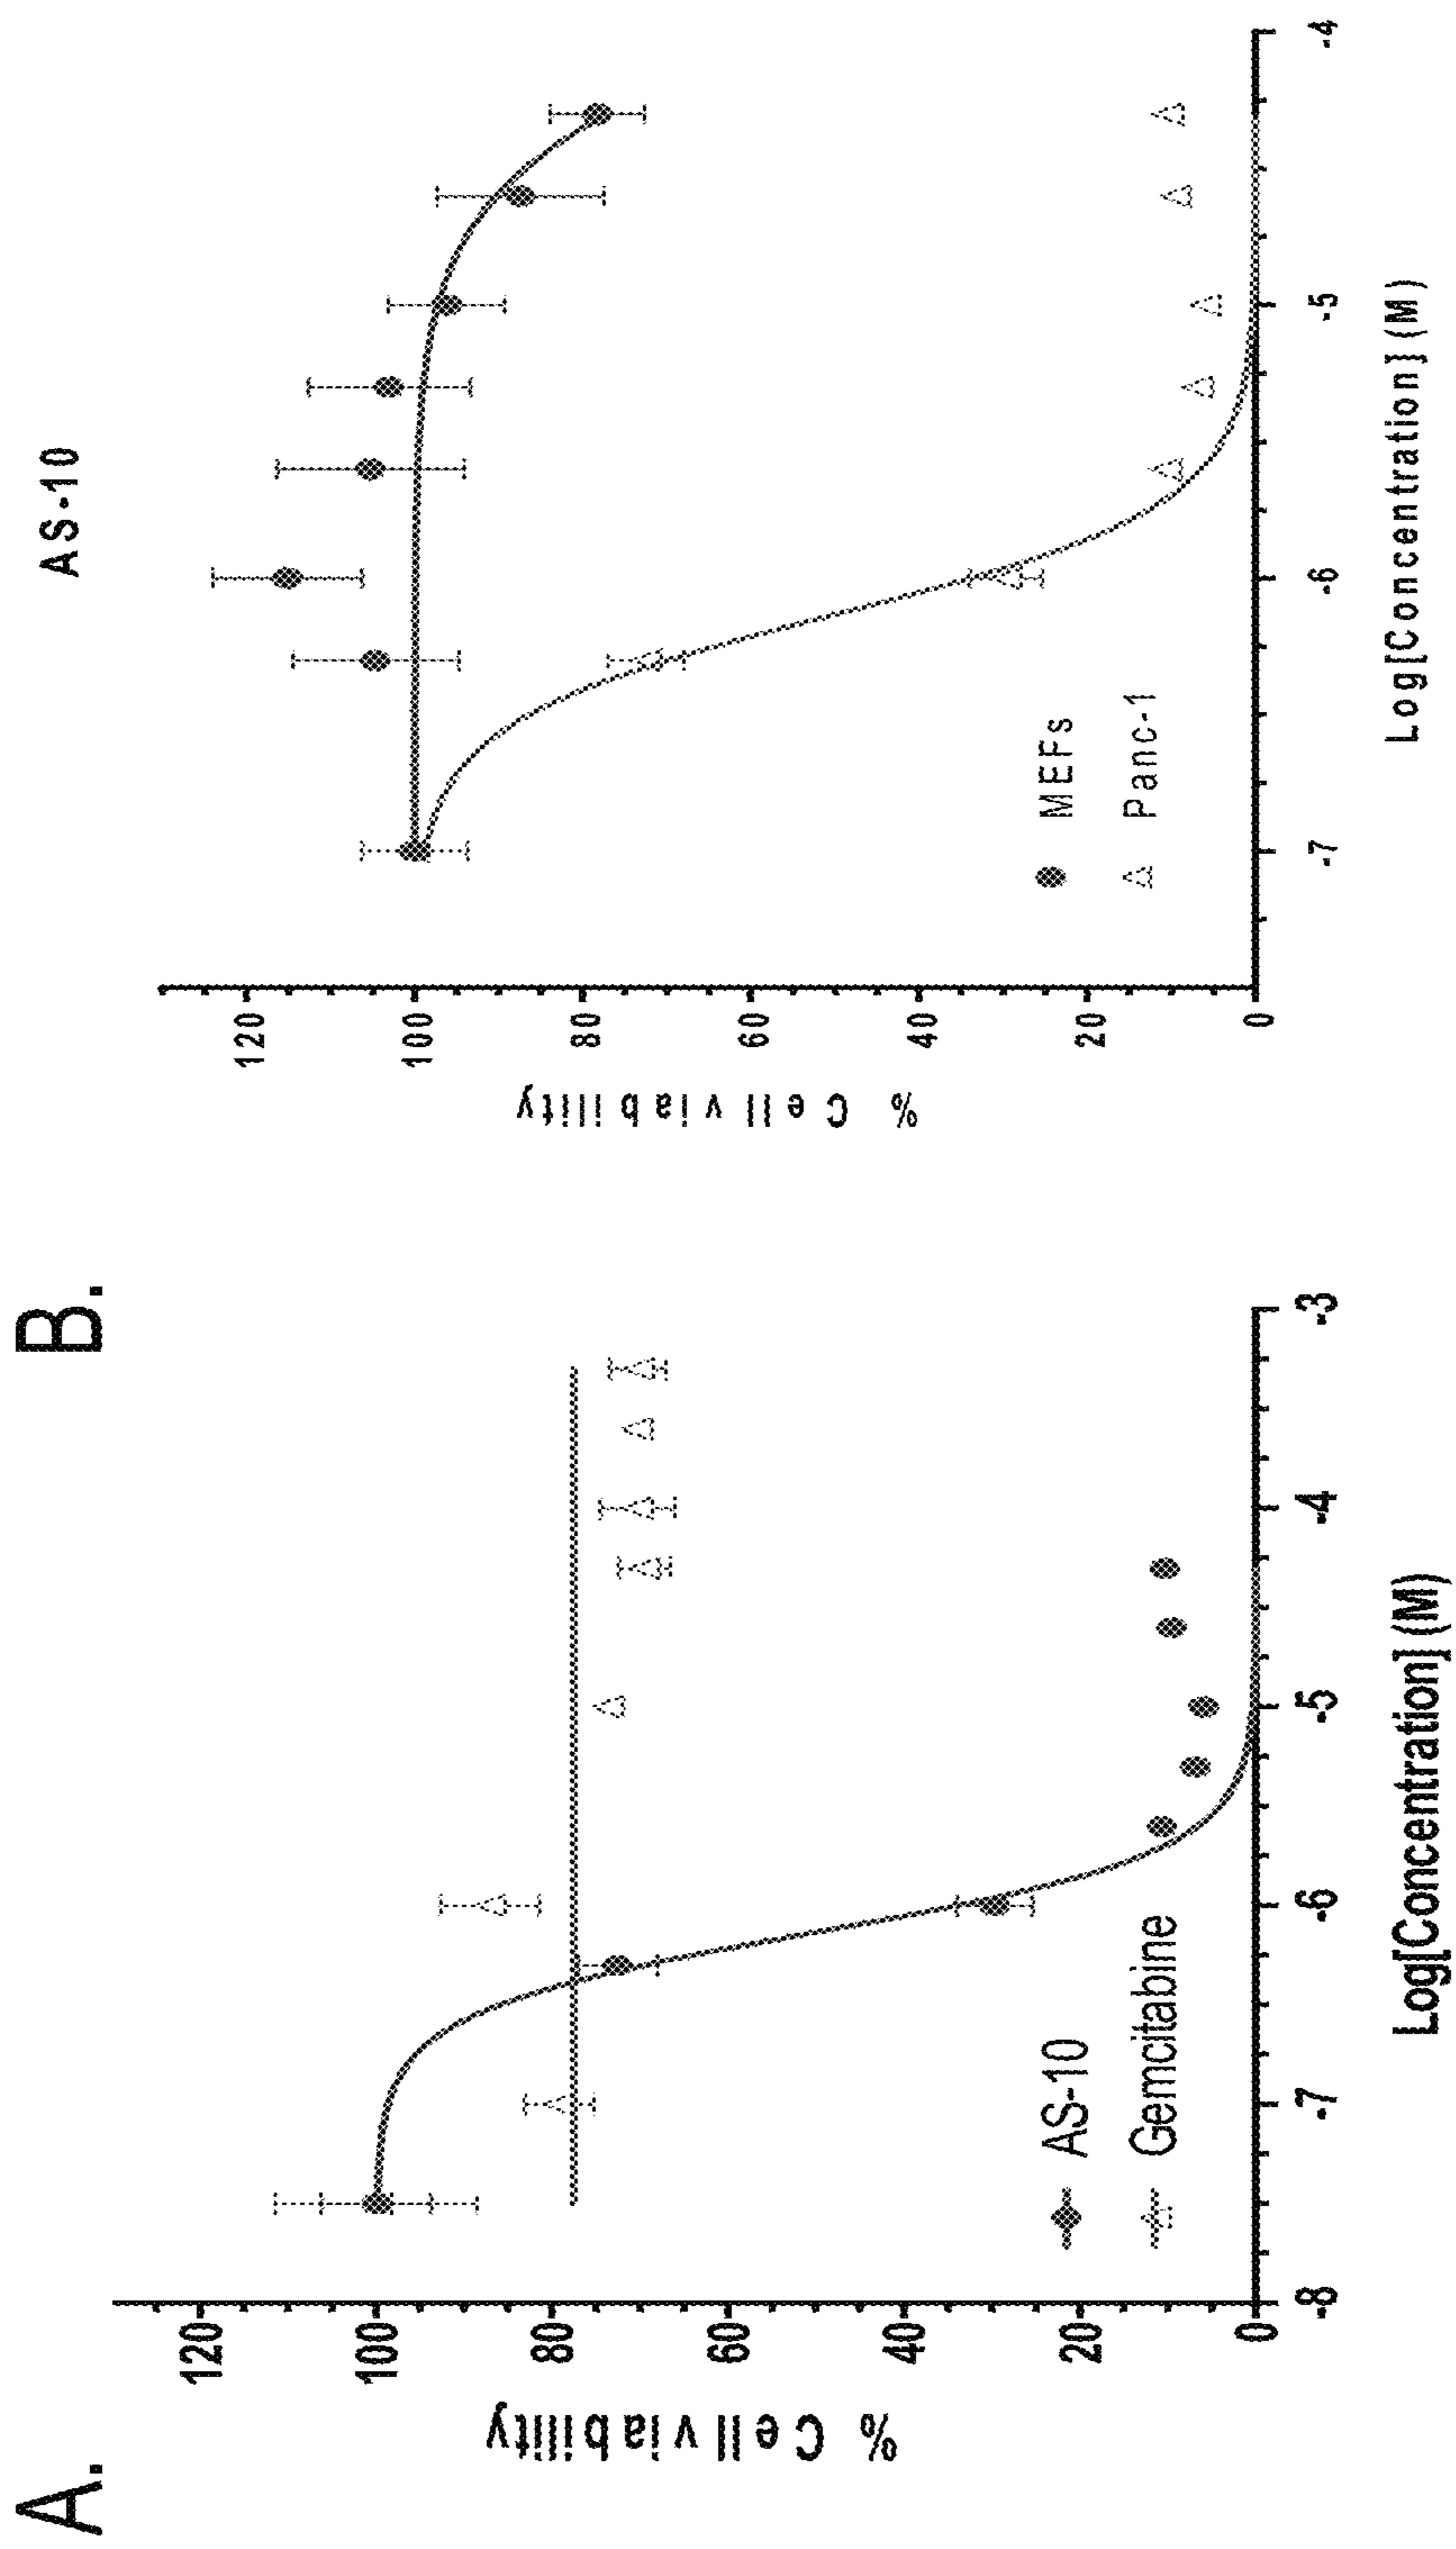 A.
% Cell viability
120
100
80
60
40
20
0
-8
-7
-6
-5
-4
-3
Log[Concentration] (M)
AS-10
Gemcitabine
B.
AS-10
% Cell viability
120
100
80
60
40
20
0
-7
-6
-5
-4
Log[Concentration] (M)
MEFs
Panc-1